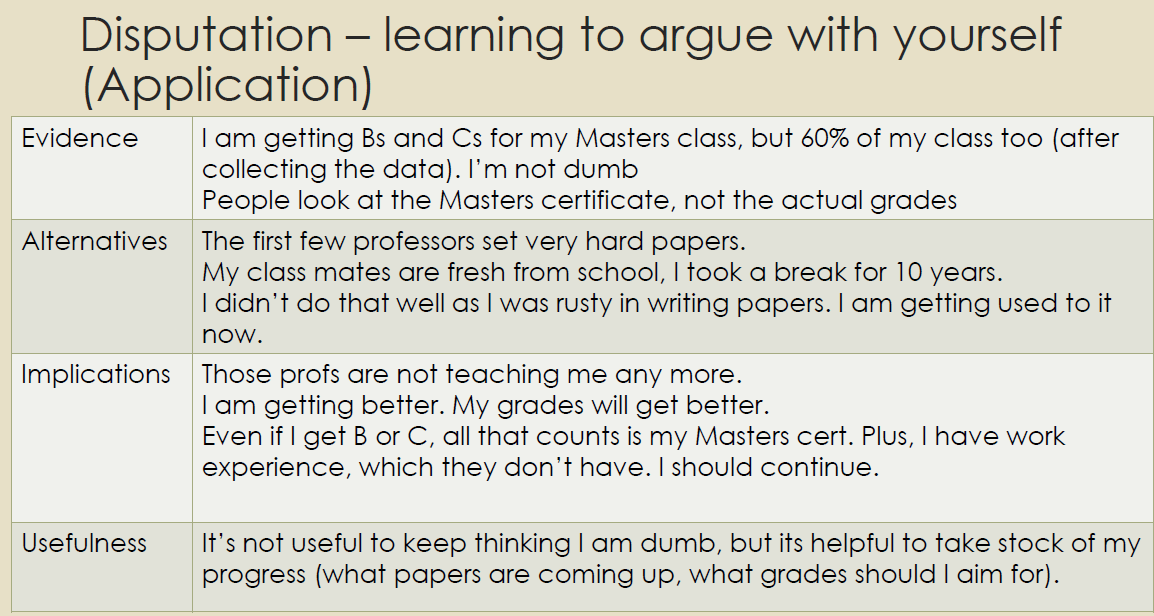 Disputation – learning to argue with yourself
(Application)
Evidence
I am getting Bs and Cs for my Masters class, but 60% of my class too (after
collecting the data). I’m not dumb
People look at the Masters certificate, not the actual grades
Alternatives
The first few professors set very hard papers.
My class mates are fresh from school, I took a break for 10 years.
I didn’t do that well as I was rusty in writing papers. I am getting used to it
now.
Implications
Those profs are not teaching me any more.
I am getting better. My grades will get better.
Even if I get B or C, all that counts is my Masters cert. Plus, I have work
experience, which they don’t have. I should continue.
Usefulness
It’s not useful to keep thinking I am dumb, but its helpful to take stock of my
progress (what papers are coming up, what grades should I aim for).